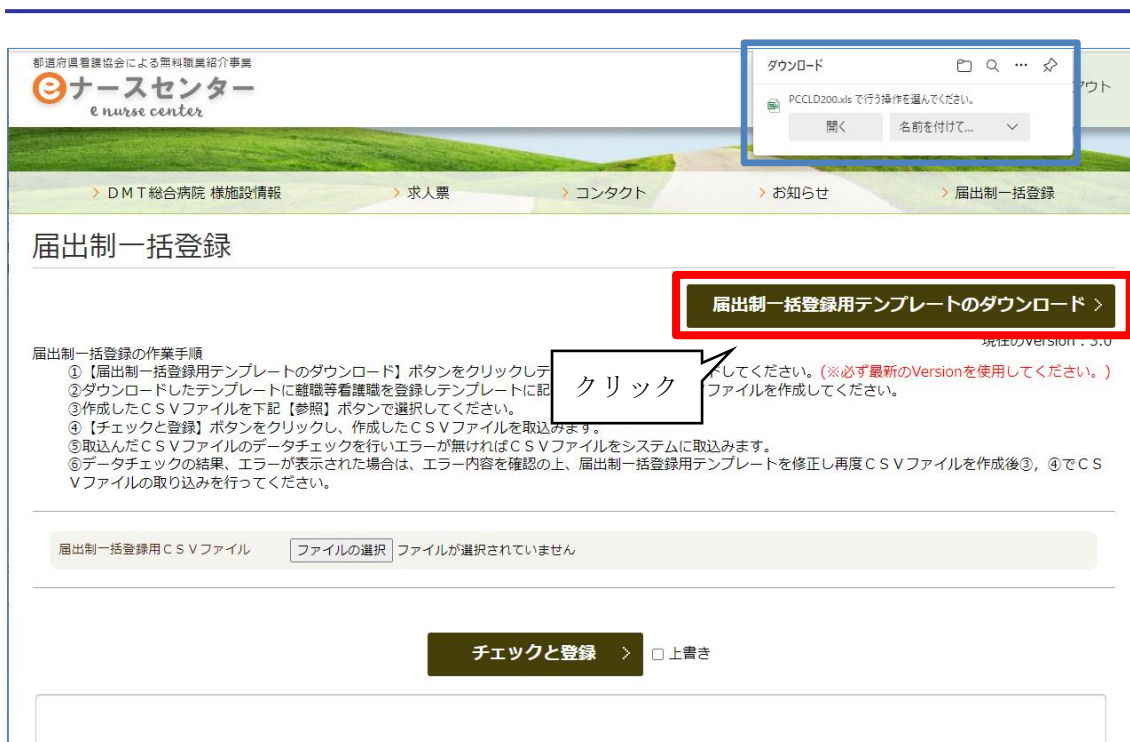 都道府県看護協会による無料職業紹介事業
eナースセンター
e nurse center
ダウンロード
PCCLD200.xls で行う操作を選んでください。
開く 名前を付けて...
アウト
> ＤＭＴ総合病院 様施設情報 > 求人票 > コンタクト > お知らせ > 届出制一括登録
届出制一括登録
届出制一括登録用テンプレートのダウンロード >
現在のVersion : 3.0
届出制一括登録の作業手順
①【届出制一括登録用テンプレートのダウンロード】ボタンをクリックしテ してください。(※必ず最新のVersionを使用してください。)
②ダウンロードしたテンプレートに離職等看護職を登録しテンプレートに記 ファイルを作成してください。
クリック
③作成したＣＳＶファイルを下記【参照】ボタンで選択してください。
④【チェックと登録】ボタンをクリックし、作成したＣＳＶファイルを取込みます。
⑤取込んだＣＳＶファイルのデータチェックを行いエラーが無ければＣＳＶファイルをシステムに取込みます。
⑥データチェックの結果、エラーが表示された場合は、エラー内容を確認の上、届出制一括登録用テンプレートを修正し再度ＣＳＶファイルを作成後③，④でＣＳ
Ｖファイルの取り込みを行ってください。
届出制一括登録用ＣＳＶファイル ファイルの選択 ファイルが選択されていません
チェックと登録 > 上書き